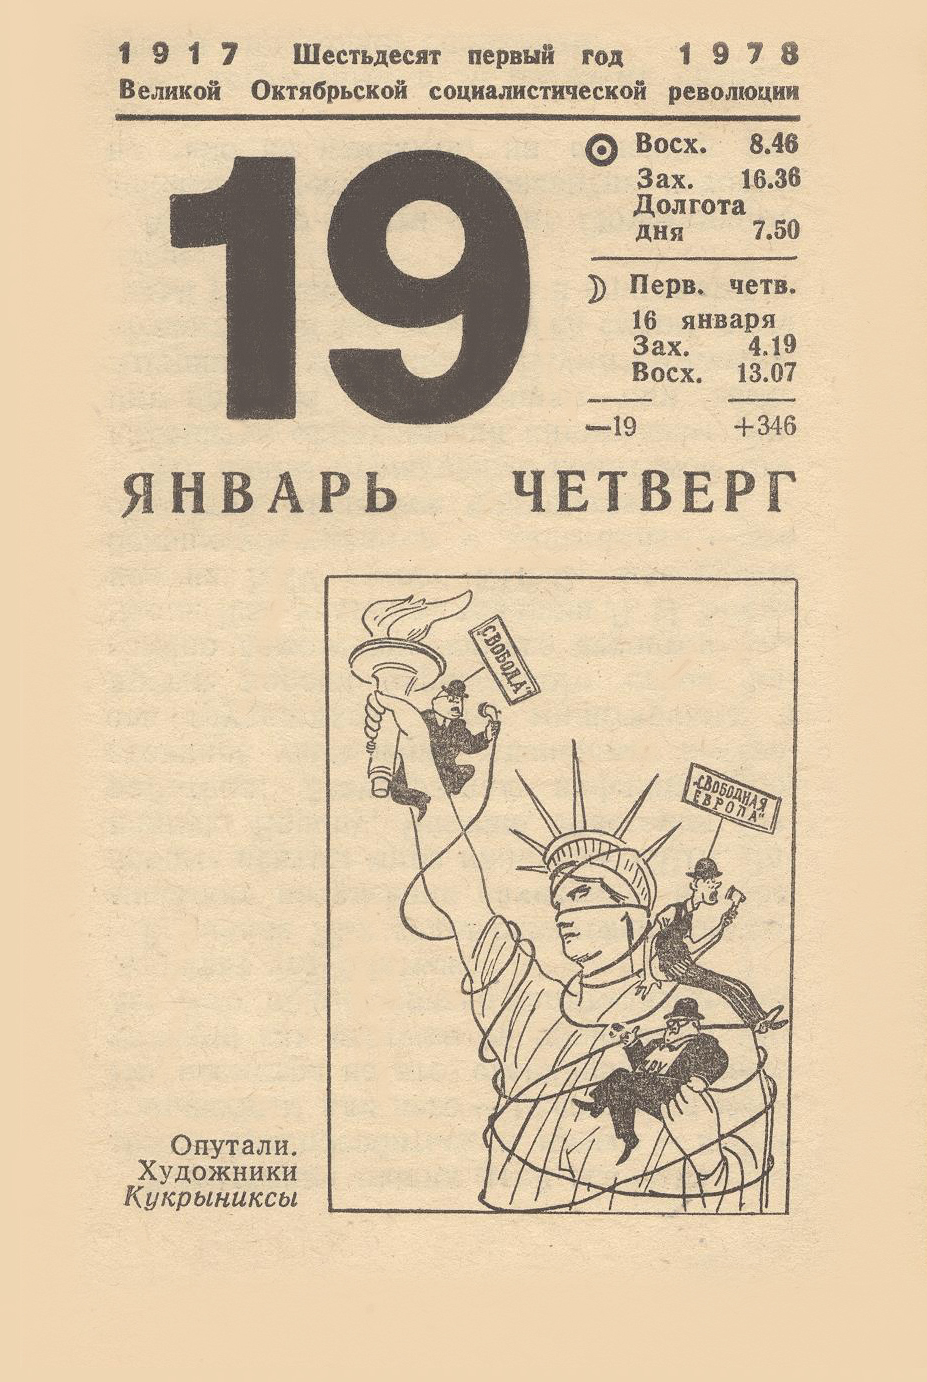 1917 Шестьдесят первый год 1978
Великой Октябрьской социалистической революции
19
Восх. 8.46
Зах. 16.36
Долгота
дня 7.50
Перв. четв.
16 января
Зах. 4.19
Восх. 13.07
—19 +346
ЯНВАРЬ ЧЕТВЕРГ
„СВОБОДА“
„СВОБОДНАЯ
ЕВРОПА“
ЦРУ
Опутали.
Художники
Кукрыниксы